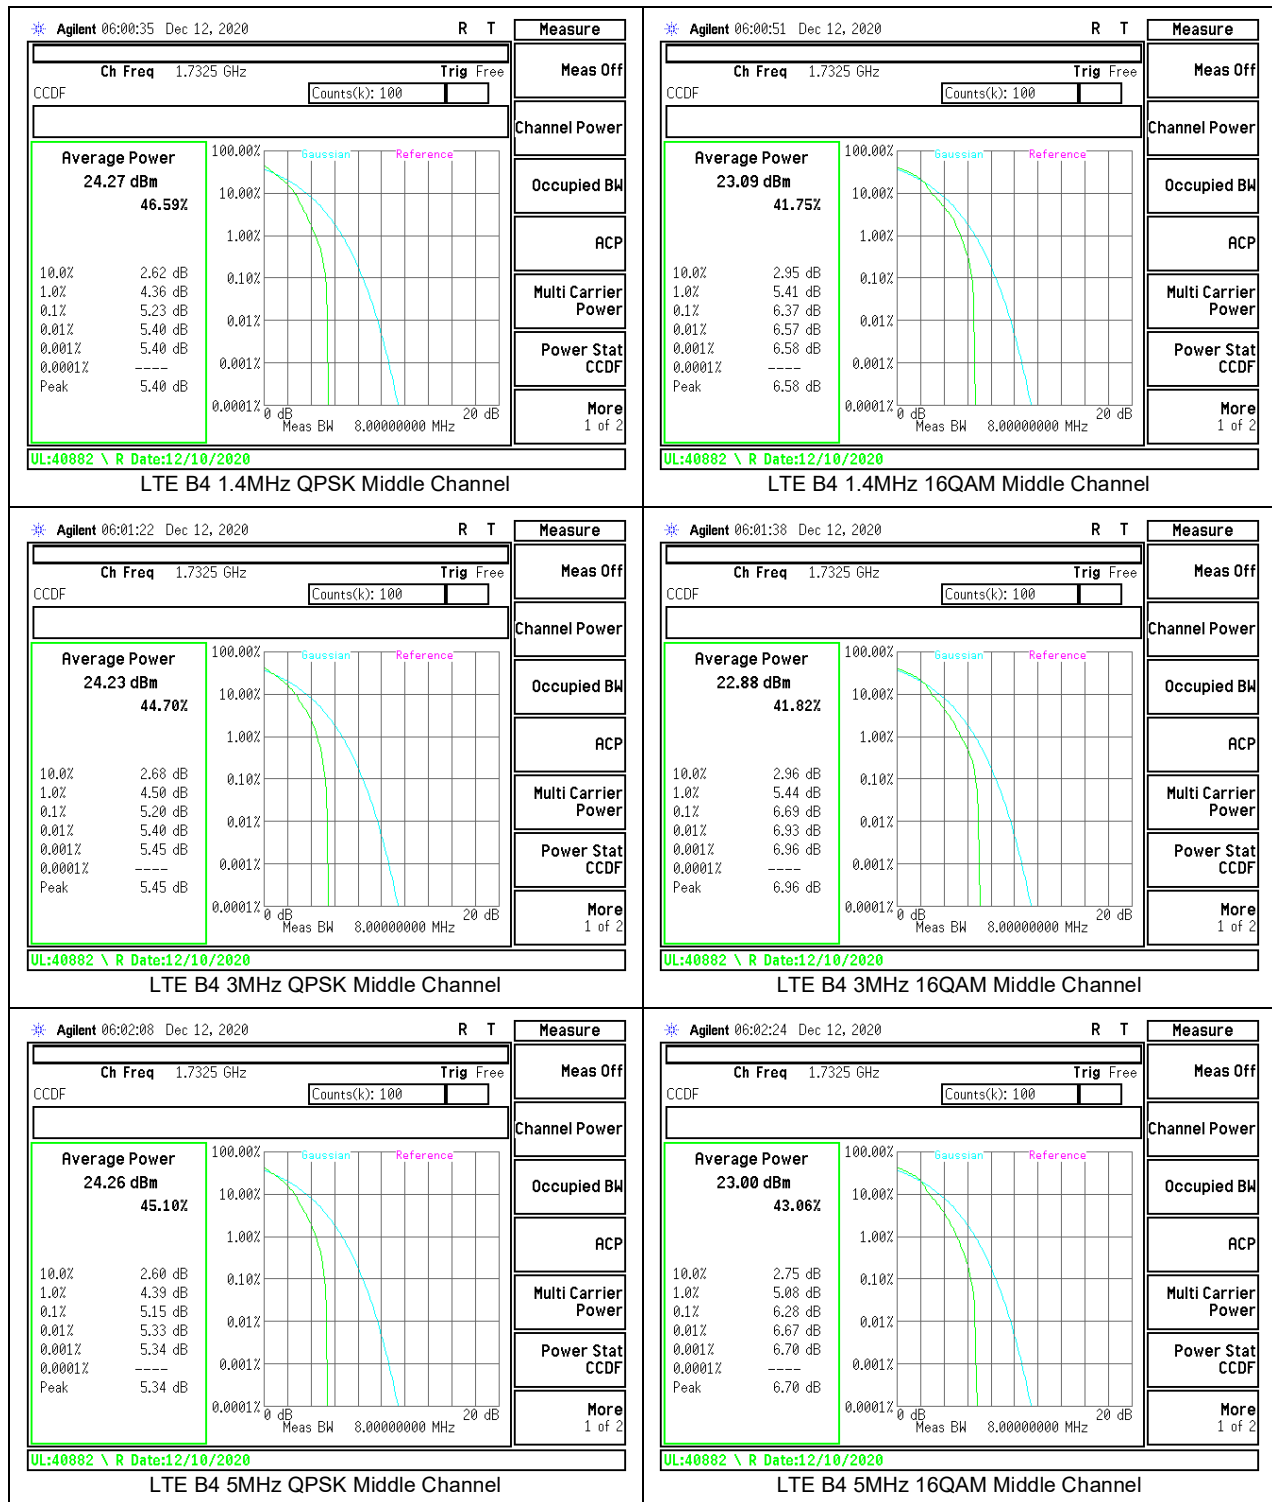 Agilent 06:00:35 Dec 12, 2020 R T Measure
Ch Freq 1.7325 GHz Trig Free Meas Off
CCDF Counts(k): 100
Channel Power
Average Power 100.00% Gaussian Reference
24.27 dBm 10.00% Occupied BW
46.59%
1.00% ACP
10.0% 2.62 dB 0.10%
1.0% 4.36 dB Multi Carrier
0.1% 5.23 dB Power
0.01% 5.40 dB 0.01%
0.001% 5.40 dB Power Stat
0.0001% ---- 0.001% CCDF
Peak 5.40 dB
0.0001% 0 dB 20 dB More
Meas BW 8.00000000 MHz 1 of 2
UL:40882 \ R Date:12/10/2020
LTE B4 1.4MHz QPSK Middle Channel
Agilent 06:00:51 Dec 12, 2020 R T Measure
Ch Freq 1.7325 GHz Trig Free Meas Off
CCDF Counts(k): 100
Channel Power
Average Power 100.00% Gaussian Reference
23.09 dBm 10.00% Occupied BW
41.75%
1.00% ACP
10.0% 2.95 dB 0.10%
1.0% 5.41 dB Multi Carrier
0.1% 6.37 dB Power
0.01% 6.57 dB 0.01%
0.001% 6.58 dB Power Stat
0.0001% ---- 0.001% CCDF
Peak 6.58 dB
0.0001% 0 dB 20 dB More
Meas BW 8.00000000 MHz 1 of 2
UL:40882 \ R Date:12/10/2020
LTE B4 1.4MHz 16QAM Middle Channel
Agilent 06:01:22 Dec 12, 2020 R T Measure
Ch Freq 1.7325 GHz Trig Free Meas Off
CCDF Counts(k): 100
Channel Power
Average Power 100.00% Gaussian Reference
24.23 dBm 10.00% Occupied BW
44.70%
1.00% ACP
10.0% 2.68 dB 0.10%
1.0% 4.50 dB Multi Carrier
0.1% 5.20 dB Power
0.01% 5.40 dB 0.01%
0.001% 5.45 dB Power Stat
0.0001% ---- 0.001% CCDF
Peak 5.45 dB
0.0001% 0 dB 20 dB More
Meas BW 8.00000000 MHz 1 of 2
UL:40882 \ R Date:12/10/2020
LTE B4 3MHz QPSK Middle Channel
Agilent 06:01:38 Dec 12, 2020 R T Measure
Ch Freq 1.7325 GHz Trig Free Meas Off
CCDF Counts(k): 100
Channel Power
Average Power 100.00% Gaussian Reference
22.88 dBm 10.00% Occupied BW
41.82%
1.00% ACP
10.0% 2.96 dB 0.10%
1.0% 5.44 dB Multi Carrier
0.1% 6.69 dB Power
0.01% 6.93 dB 0.01%
0.001% 6.96 dB Power Stat
0.0001% ---- 0.001% CCDF
Peak 6.96 dB
0.0001% 0 dB 20 dB More
Meas BW 8.00000000 MHz 1 of 2
UL:40882 \ R Date:12/10/2020
LTE B4 3MHz 16QAM Middle Channel
Agilent 06:02:08 Dec 12, 2020 R T Measure
Ch Freq 1.7325 GHz Trig Free Meas Off
CCDF Counts(k): 100
Channel Power
Average Power 100.00% Gaussian Reference
24.26 dBm 10.00% Occupied BW
45.10%
1.00% ACP
10.0% 2.60 dB 0.10%
1.0% 4.39 dB Multi Carrier
0.1% 5.15 dB Power
0.01% 5.33 dB 0.01%
0.001% 5.34 dB Power Stat
0.0001% ---- 0.001% CCDF
Peak 5.34 dB
0.0001% 0 dB 20 dB More
Meas BW 8.00000000 MHz 1 of 2
UL:40882 \ R Date:12/10/2020
LTE B4 5MHz QPSK Middle Channel
Agilent 06:02:24 Dec 12, 2020 R T Measure
Ch Freq 1.7325 GHz Trig Free Meas Off
CCDF Counts(k): 100
Channel Power
Average Power 100.00% Gaussian Reference
23.00 dBm 10.00% Occupied BW
43.06%
1.00% ACP
10.0% 2.75 dB 0.10%
1.0% 5.08 dB Multi Carrier
0.1% 6.28 dB Power
0.01% 6.67 dB 0.01%
0.001% 6.70 dB Power Stat
0.0001% ---- 0.001% CCDF
Peak 6.70 dB
0.0001% 0 dB 20 dB More
Meas BW 8.00000000 MHz 1 of 2
UL:40882 \ R Date:12/10/2020
LTE B4 5MHz 16QAM Middle Channel